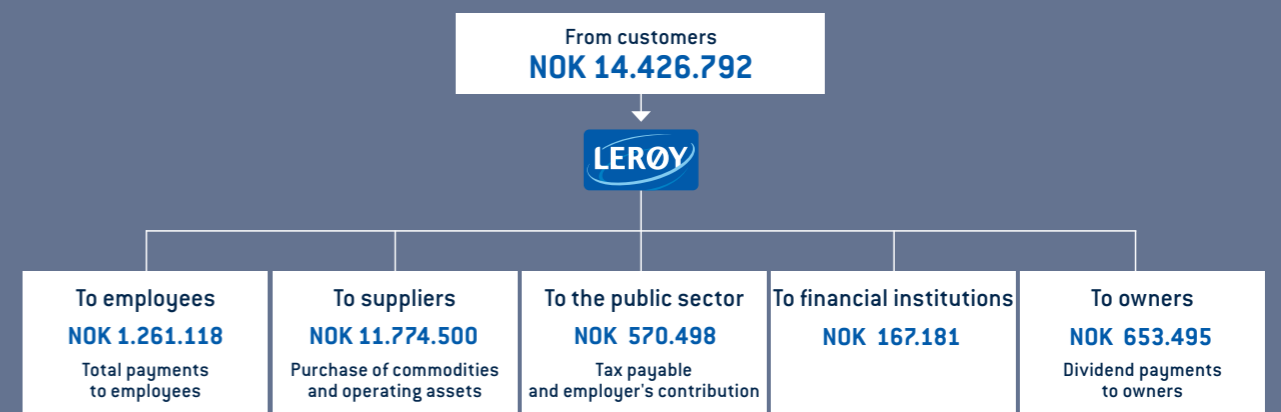 From customers
NOK 14.426.792
LERØY
To employees
NOK 1.261.118
Total payments
to employees
To suppliers
NOK 11.774.500
Purchase of commodities
and operating assets
To the public sector
NOK 570.498
Tax payable
and employer's contribution
To financial institutions
NOK 167.181
To owners
NOK 653.495
Dividend payments
to owners